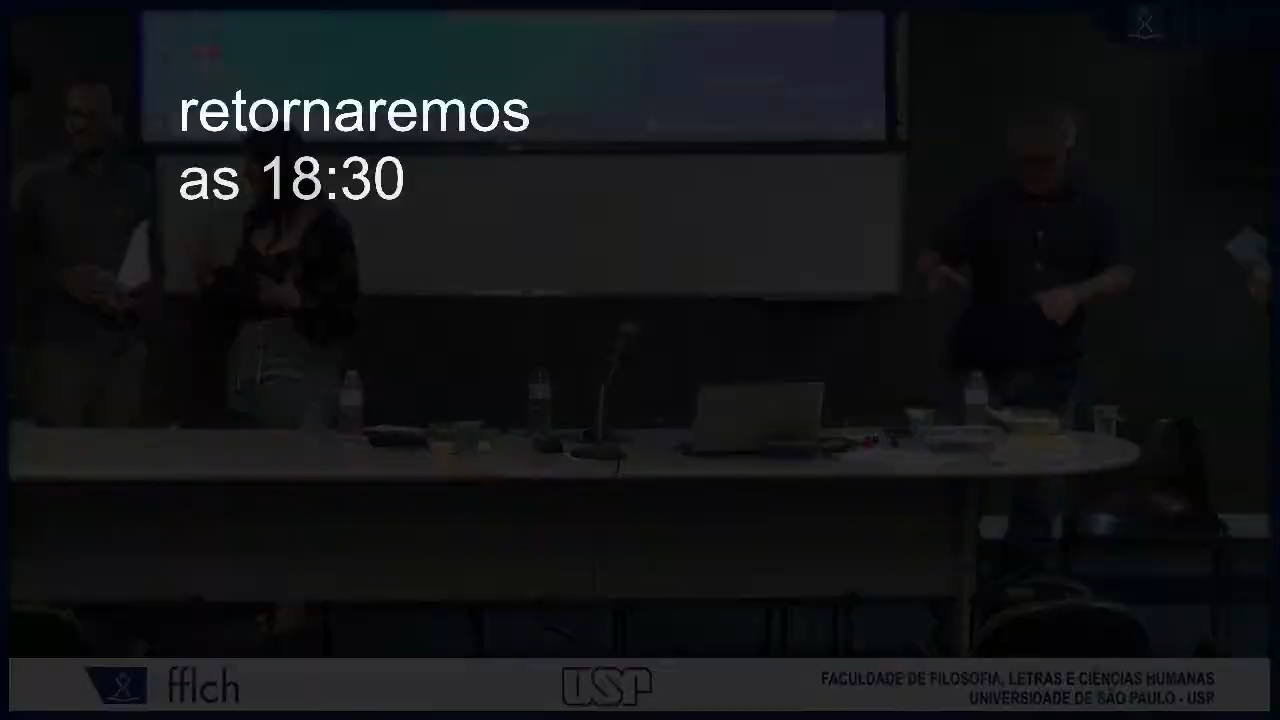 retornaremos
as 18:30
fflch
USP
FACULDADE DE FILOSOFIA, LETRAS E CIÊNCIAS HUMANAS
UNIVERSIDADE DE SÃO PAULO - USP